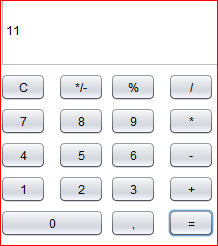 11
C */- % /
7 8 9 *
4 5 6 -
1 2 3 +
0 , =